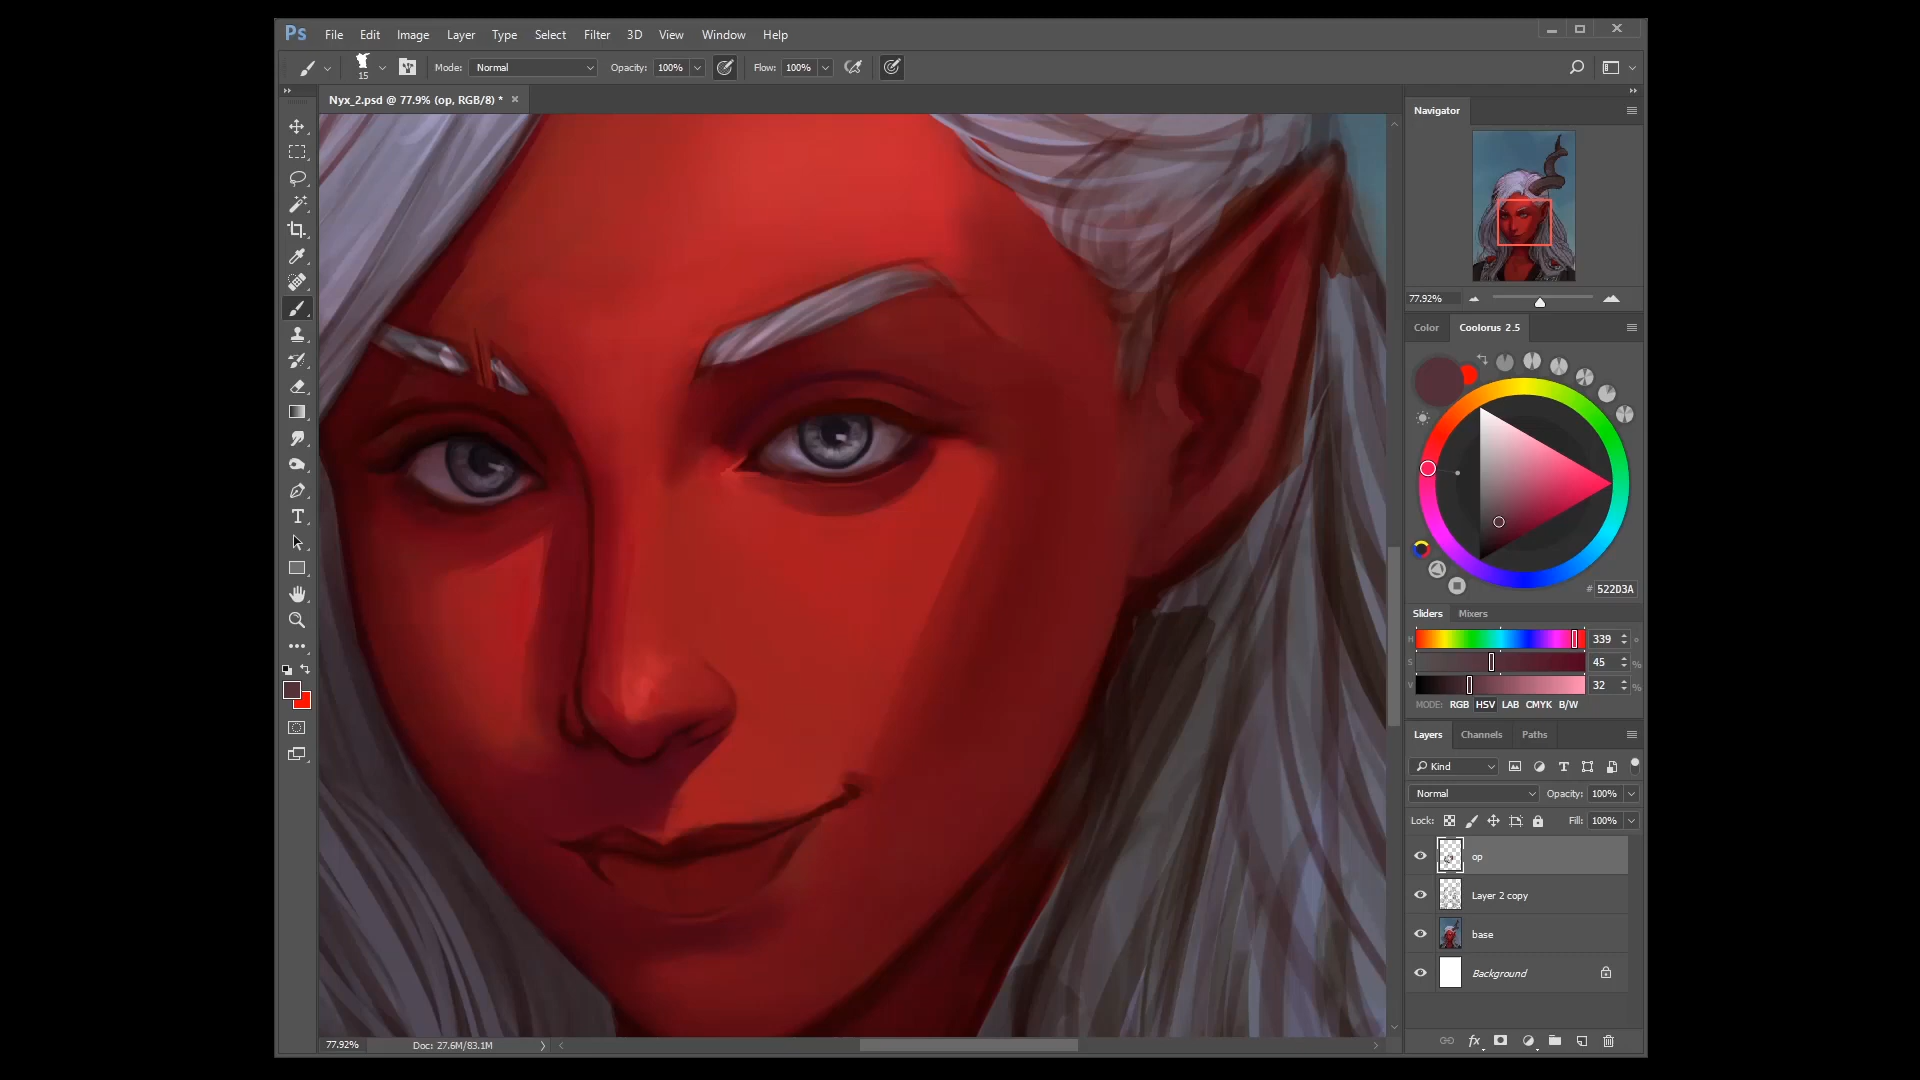 Ps File Edit Image Layer Type Select Filter 3D View Window Help
15 Mode: Normal Opacity: 100% Flow: 100%
Nyx_2.psd @ 77.9% (op, RGB/8) *
Navigator
77.92%
Color Coolorus 2.5
# 522D3A
Sliders Mixers
H 339 °
S 45 %
V 32 %
MODE: RGB HSV LAB CMYK B/W
Layers Channels Paths
Kind
Normal Opacity: 100%
Lock: Fill: 100%
op
Layer 2 copy
base
Background
fx
77.92% Doc: 27.6M/83.1M